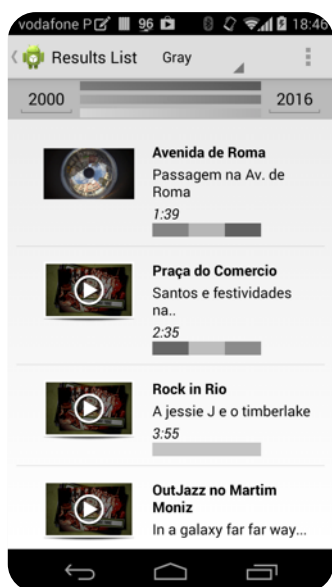 vodafone P 96 18:46
Results List Gray
2000 2016
Avenida de Roma
Passagem na Av. de
Roma
1:39
Praça do Comercio
Santos e festividades
na..
2:35
Rock in Rio
A jessie J e o timberlake
3:55
OutJazz no Martim
Moniz
In a galaxy far far way...